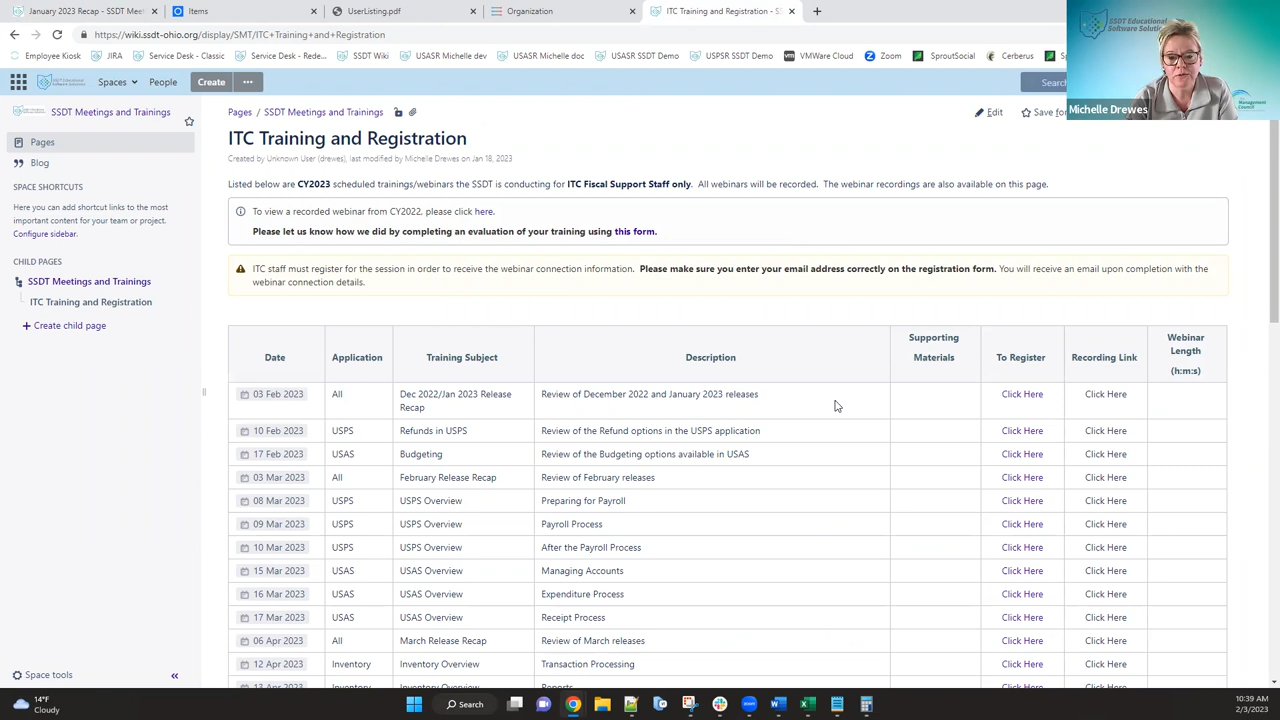 January 2023 Recap - SSDT Meet
Items
UserListing.pdf
Organization
ITC Training and Registration - SS
https://wiki.ssdt-ohio.org/display/SMT/ITC+Training+and+Registration
Employee Kiosk
JIRA
Service Desk - Classic
Service Desk - Rede...
SSDT Wiki
USASR Michelle dev
USASR Michelle doc
USASR SSDT Demo
USPSR SSDT Demo
VMWare Cloud
Zoom
SproutSocial
Cerberus
Sp
SSDT Educational
Software Solutions
Management
Council
Michelle Drewes
Spaces
People
Create
Search
SSDT Meetings and Trainings
Pages
Blog
SPACE SHORTCUTS
Here you can add shortcut links to the most
important content for your team or project.
Configure sidebar.
CHILD PAGES
SSDT Meetings and Trainings
ITC Training and Registration
+ Create child page
Space tools
Pages / SSDT Meetings and Trainings
Edit
Save fo
ITC Training and Registration
Created by Unknown User (drewes), last modified by Michelle Drewes on Jan 18, 2023
Listed below are CY2023 scheduled trainings/webinars the SSDT is conducting for ITC Fiscal Support Staff only. All webinars will be recorded. The webinar recordings are also available on this page.
To view a recorded webinar from CY2022, please click here.
Please let us know how we did by completing an evaluation of your training using this form.
ITC staff must register for the session in order to receive the webinar connection information. Please make sure you enter your email address correctly on the registration form. You will receive an email upon completion with the
webinar connection details.
Date Application Training Subject Description Supporting Materials To Register Recording Link Webinar Length (h:m:s)
03 Feb 2023 All Dec 2022/Jan 2023 Release Recap Review of December 2022 and January 2023 releases Click Here Click Here
10 Feb 2023 USPS Refunds in USPS Review of the Refund options in the USPS application Click Here Click Here
17 Feb 2023 USAS Budgeting Review of the Budgeting options available in USAS Click Here Click Here
03 Mar 2023 All February Release Recap Review of February releases Click Here Click Here
08 Mar 2023 USPS USPS Overview Preparing for Payroll Click Here Click Here
09 Mar 2023 USPS USPS Overview Payroll Process Click Here Click Here
10 Mar 2023 USPS USPS Overview After the Payroll Process Click Here Click Here
15 Mar 2023 USAS USAS Overview Managing Accounts Click Here Click Here
16 Mar 2023 USAS USAS Overview Expenditure Process Click Here Click Here
17 Mar 2023 USAS USAS Overview Receipt Process Click Here Click Here
06 Apr 2023 All March Release Recap Review of March releases Click Here Click Here
12 Apr 2023 Inventory Inventory Overview Transaction Processing Click Here Click Here
13 Apr 2023 Inventory Inventory Overview Reports Click Here Click Here
14°F
Cloudy
Search
10:39 AM
2/3/2023